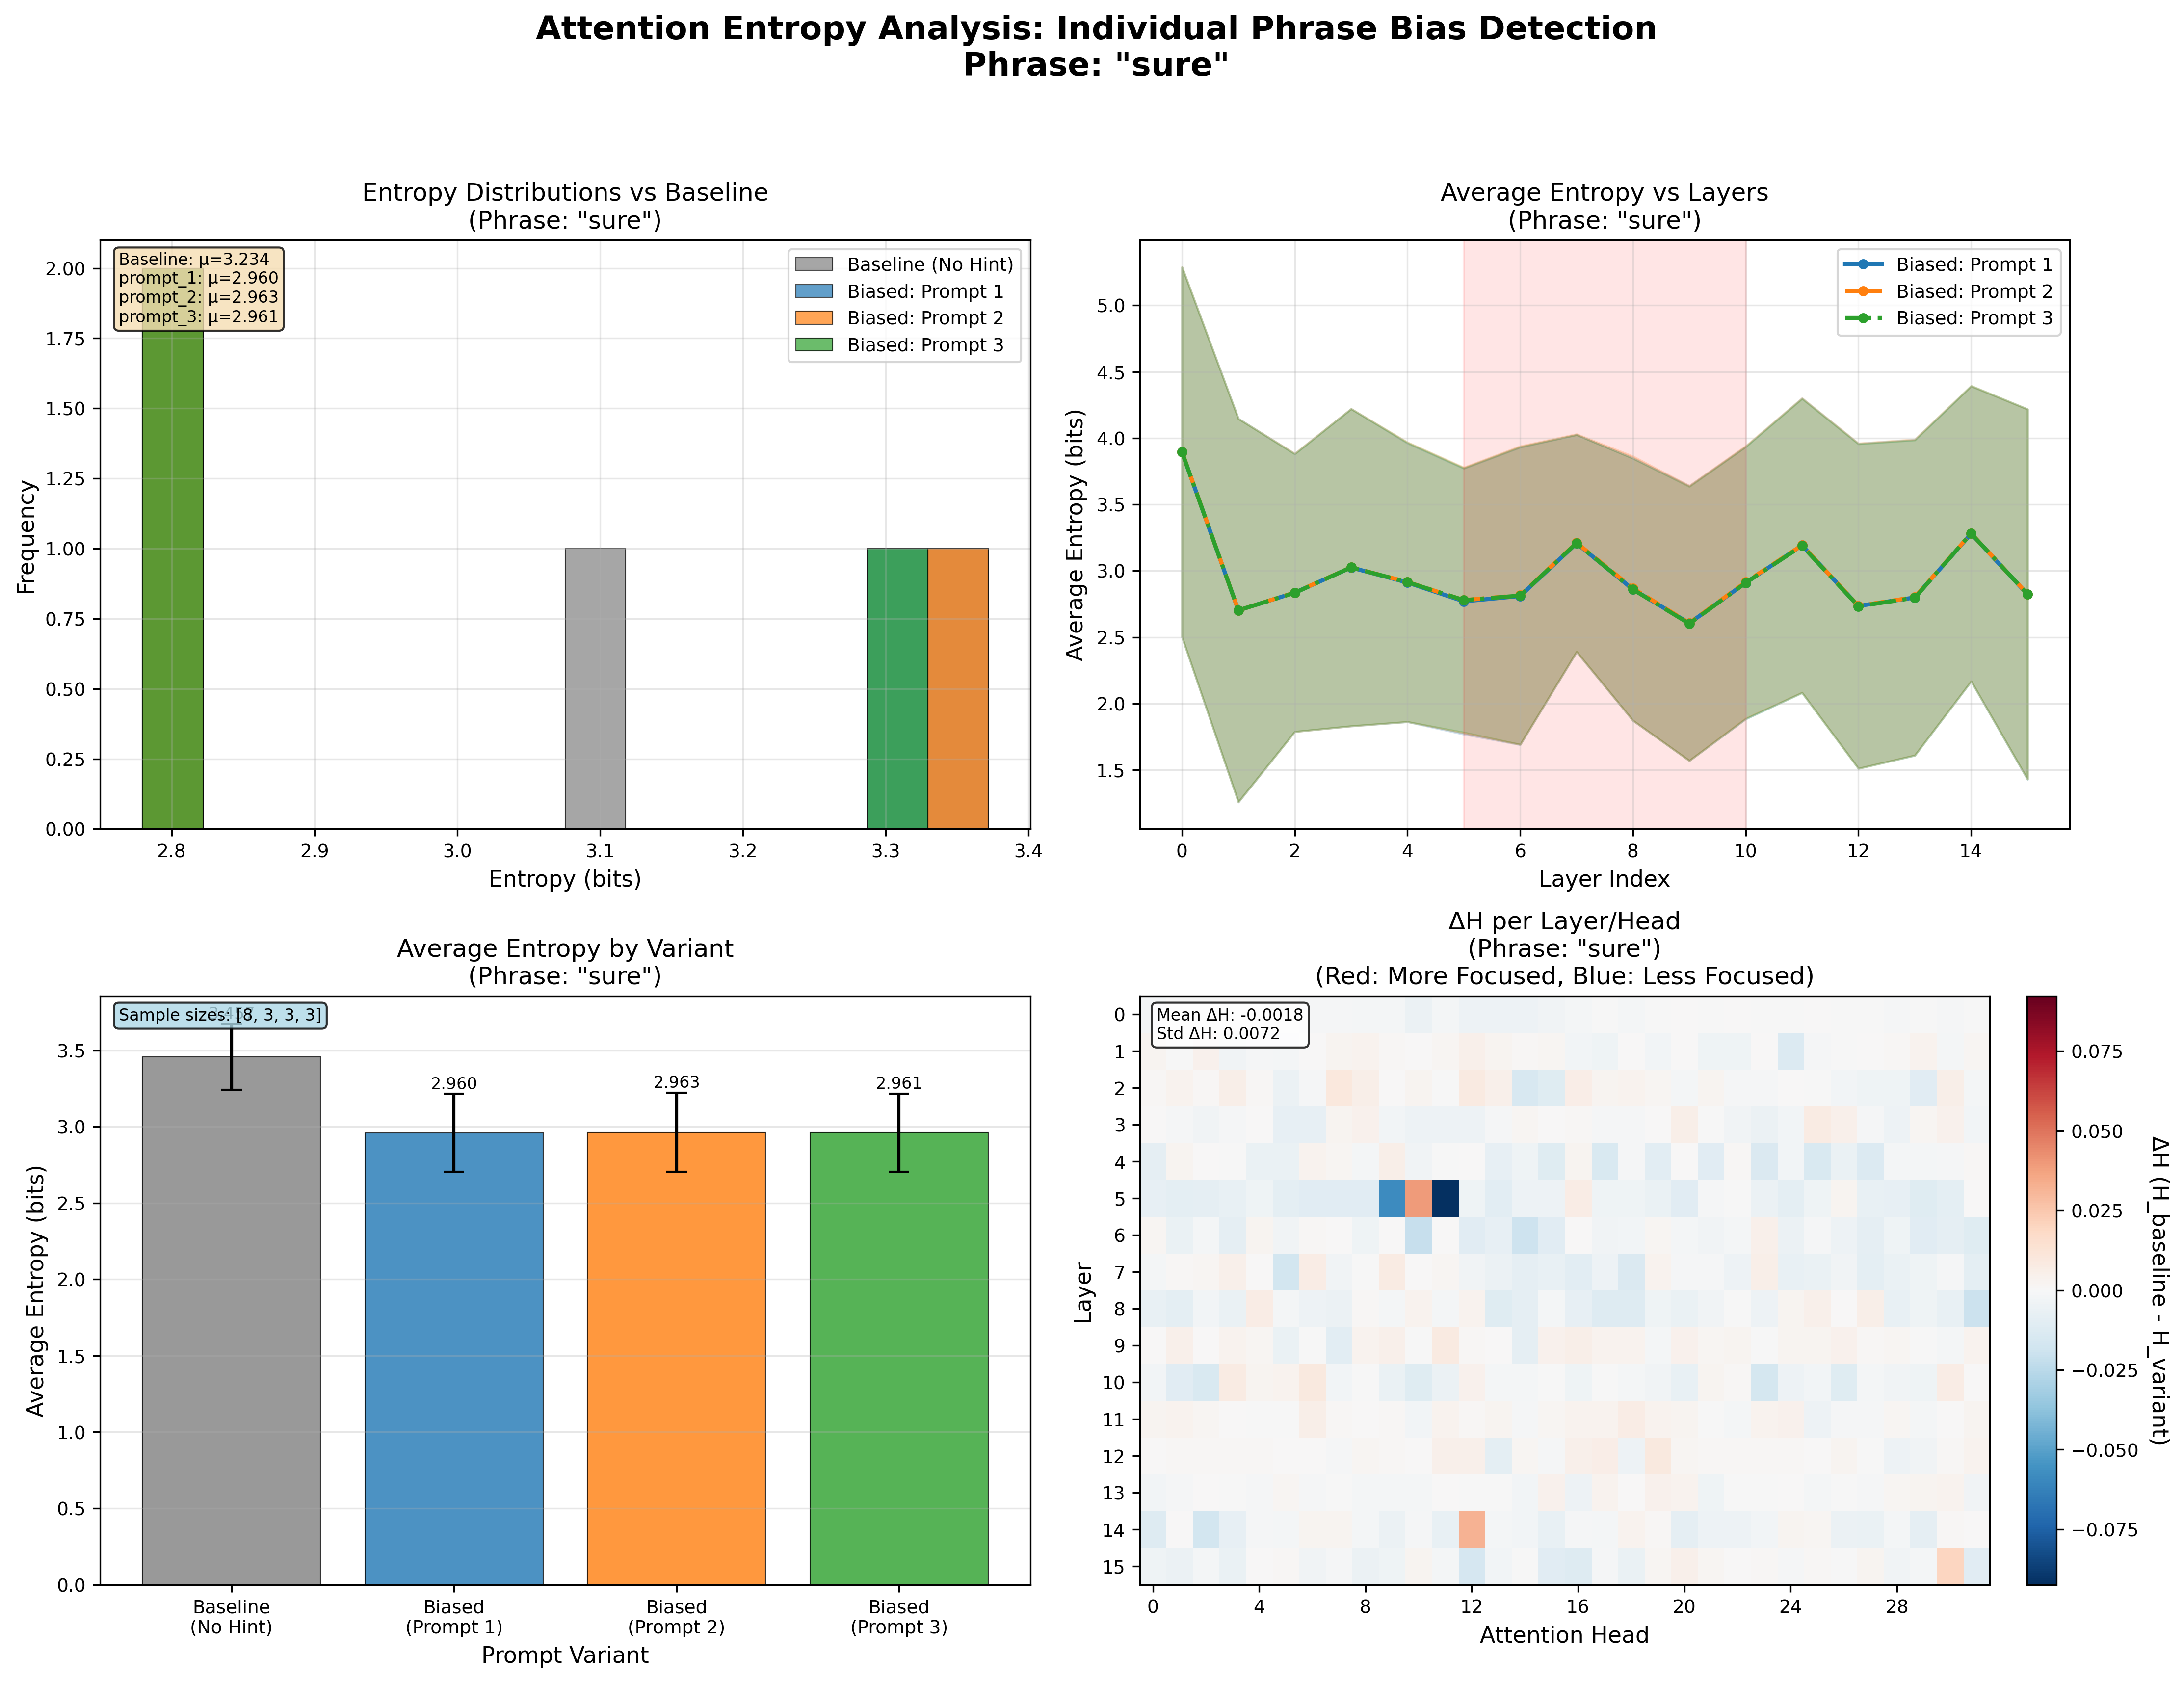 Attention Entropy Analysis: Individual Phrase Bias Detection
Phrase: "sure"
Entropy Distributions vs Baseline
(Phrase: "sure")
Baseline: μ=3.234
prompt_1: μ=2.960
prompt_2: μ=2.963
prompt_3: μ=2.961
Baseline (No Hint)
Biased: Prompt 1
Biased: Prompt 2
Biased: Prompt 3
Frequency
2.00
1.75
1.50
1.25
1.00
0.75
0.50
0.25
0.00
2.8 2.9 3.0 3.1 3.2 3.3 3.4
Entropy (bits)
Average Entropy vs Layers
(Phrase: "sure")
Biased: Prompt 1
Biased: Prompt 2
Biased: Prompt 3
Average Entropy (bits)
5.0
4.5
4.0
3.5
3.0
2.5
2.0
1.5
0 2 4 6 8 10 12 14
Layer Index
Average Entropy by Variant
(Phrase: "sure")
Sample sizes: [8, 3, 3, 3]
2.960
2.963
2.961
Average Entropy (bits)
3.5
3.0
2.5
2.0
1.5
1.0
0.5
0.0
Baseline Biased Biased Biased
(No Hint) (Prompt 1) (Prompt 2) (Prompt 3)
Prompt Variant
ΔH per Layer/Head
(Phrase: "sure")
(Red: More Focused, Blue: Less Focused)
Mean ΔH: -0.0018
Std ΔH: 0.0072
Layer
0
1
2
3
4
5
6
7
8
9
10
11
12
13
14
15
0 4 8 12 16 20 24 28
Attention Head
0.075
0.050
0.025
0.000
−0.025
−0.050
−0.075
ΔH (H_baseline - H_variant)